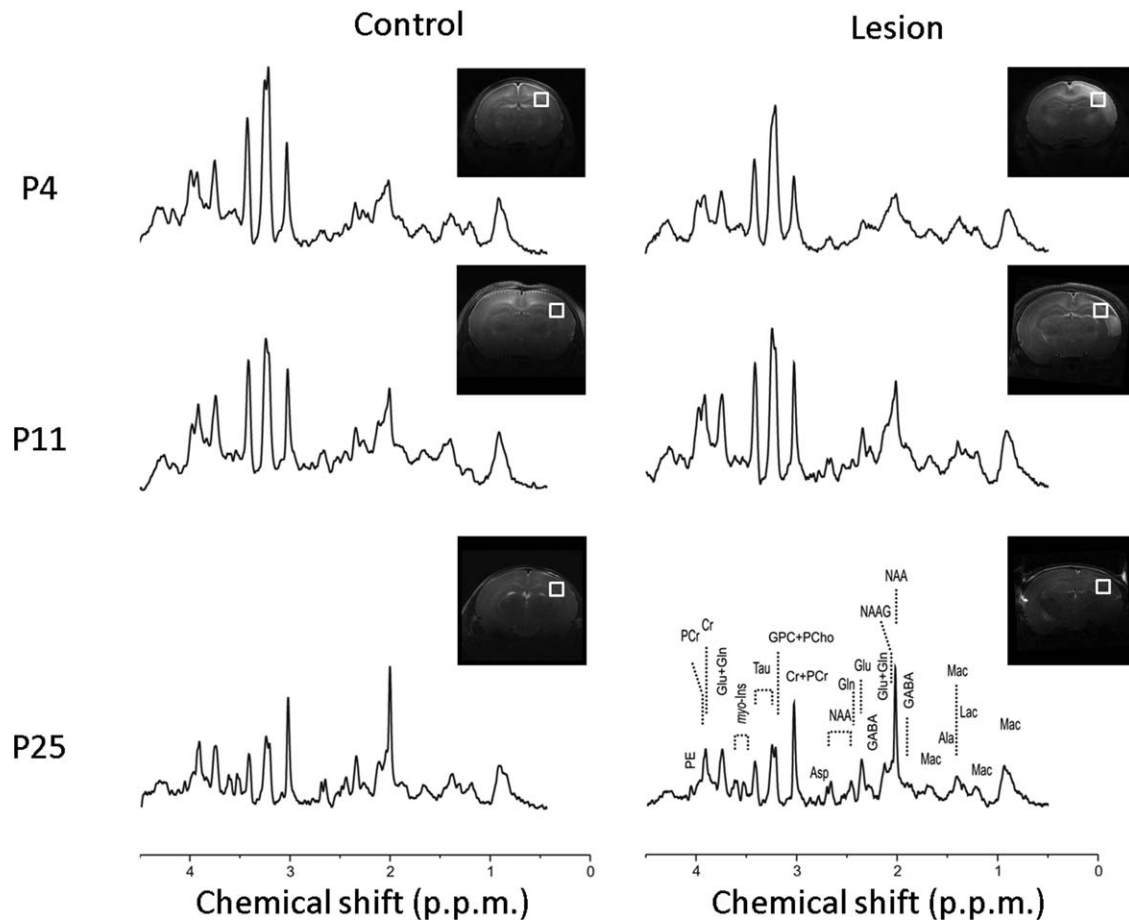 Control
Lesion
P4
P11
P25
NAA
NAAG
PCr
Cr
Glu+Gln
GPC+PCho
Tau
Cr+PCr
Glu
Gln
Glu+Gln
GABA
Mac
myo-Ins
NAA
GABA
Lac
Ala
Mac
PE
Asp
Mac
Mac
4 3 2 1 0
4 3 2 1 0
Chemical shift (p.p.m.)
Chemical shift (p.p.m.)